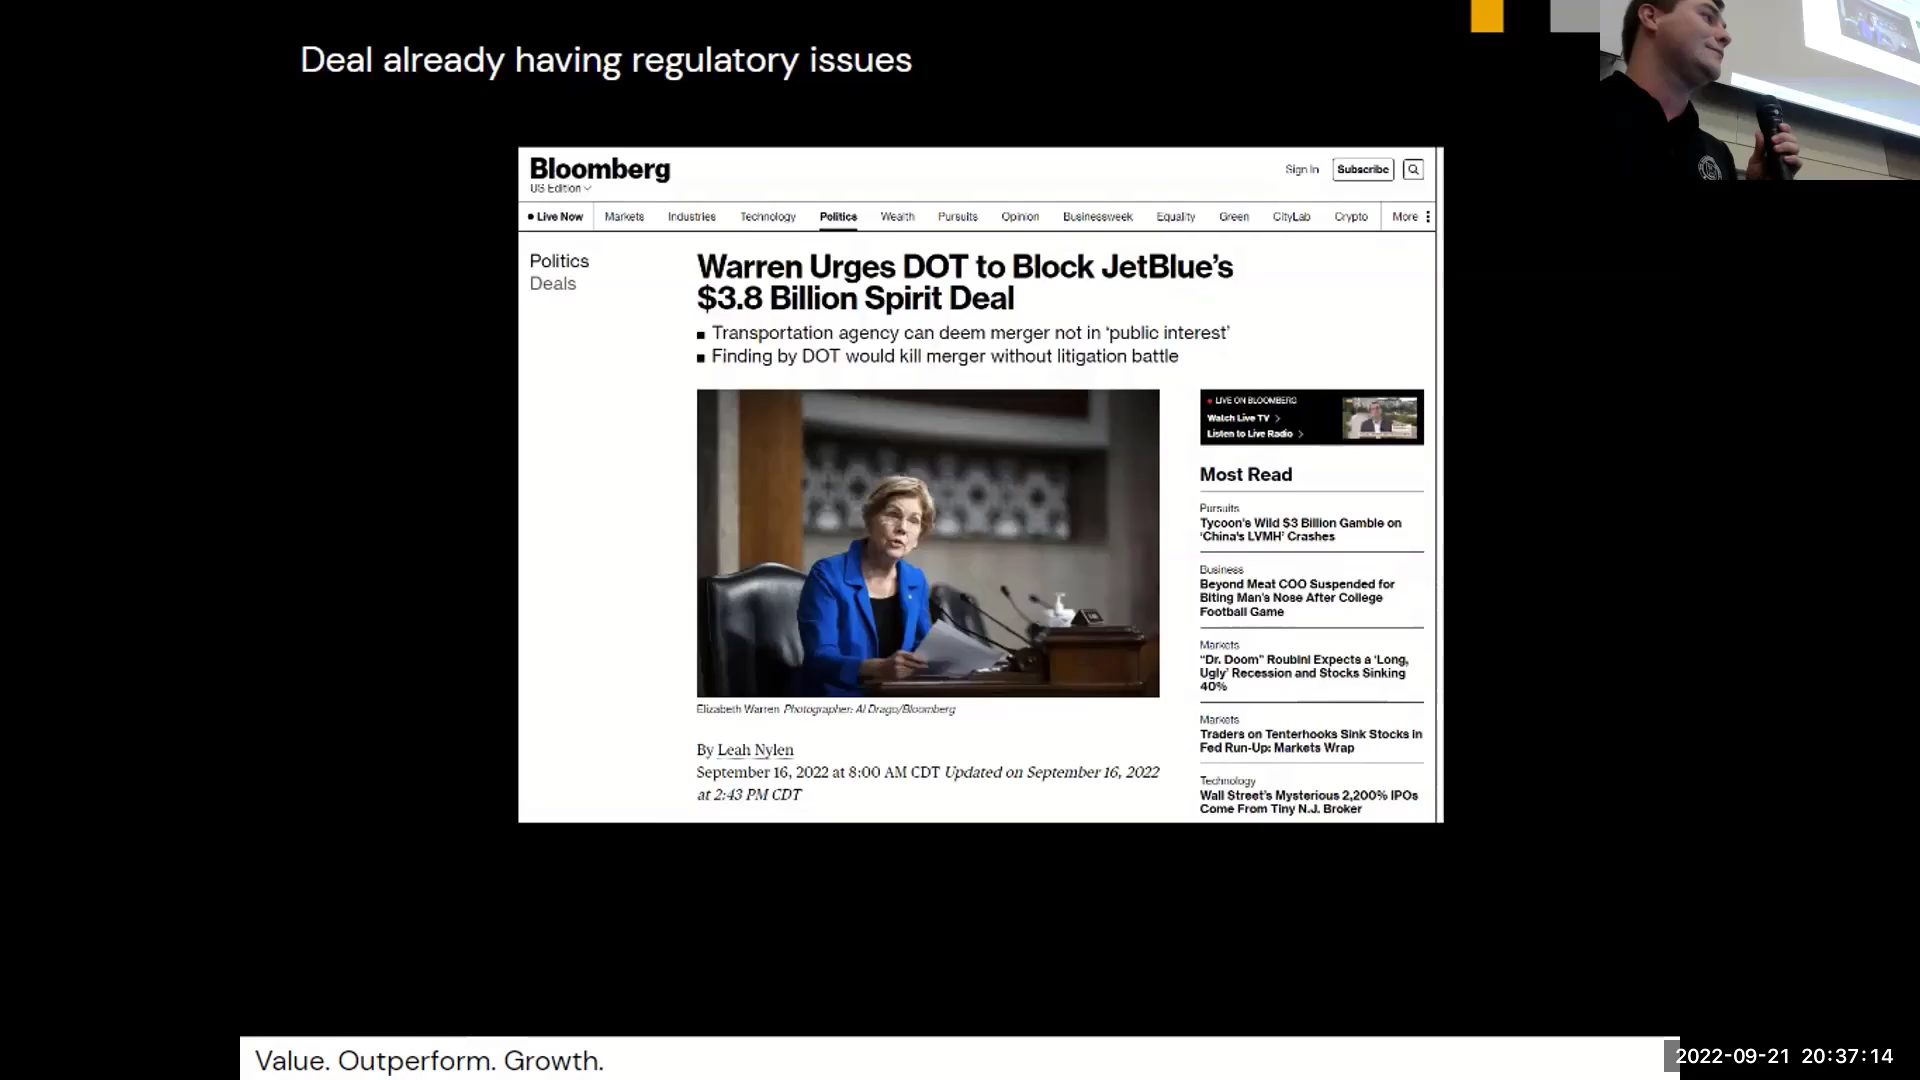 Deal already having regulatory issues
Bloomberg
US Edition
Sign In
Subscribe
Live Now
Markets
Industries
Technology
Politics
Wealth
Pursuits
Opinion
Businessweek
Equality
Green
CityLab
Crypto
More
Politics
Deals
Warren Urges DOT to Block JetBlue's
$3.8 Billion Spirit Deal
Transportation agency can deem merger not in 'public interest'
Finding by DOT would kill merger without litigation battle
Elizabeth Warren Photographer: Al Drago/Bloomberg
By Leah Nylen
September 16, 2022 at 8:00 AM CDT Updated on September 16, 2022
at 2:43 PM CDT
LIVE ON BLOOMBERG
Watch Live TV
Listen to Live Radio
Most Read
Pursuits
Tycoon's Wild $3 Billion Gamble on
'China's LVMH' Crashes
Business
Beyond Meat COO Suspended for
Biting Man's Nose After College
Football Game
Markets
"Dr. Doom" Roubini Expects a 'Long,
Ugly' Recession and Stocks Sinking
40%
Markets
Traders on Tenterhooks Sink Stocks in
Fed Run-Up: Markets Wrap
Technology
Wall Street's Mysterious 2,200% IPOs
Come From Tiny N.J. Broker
Value. Outperform. Growth.
2022-09-21 20:37:14